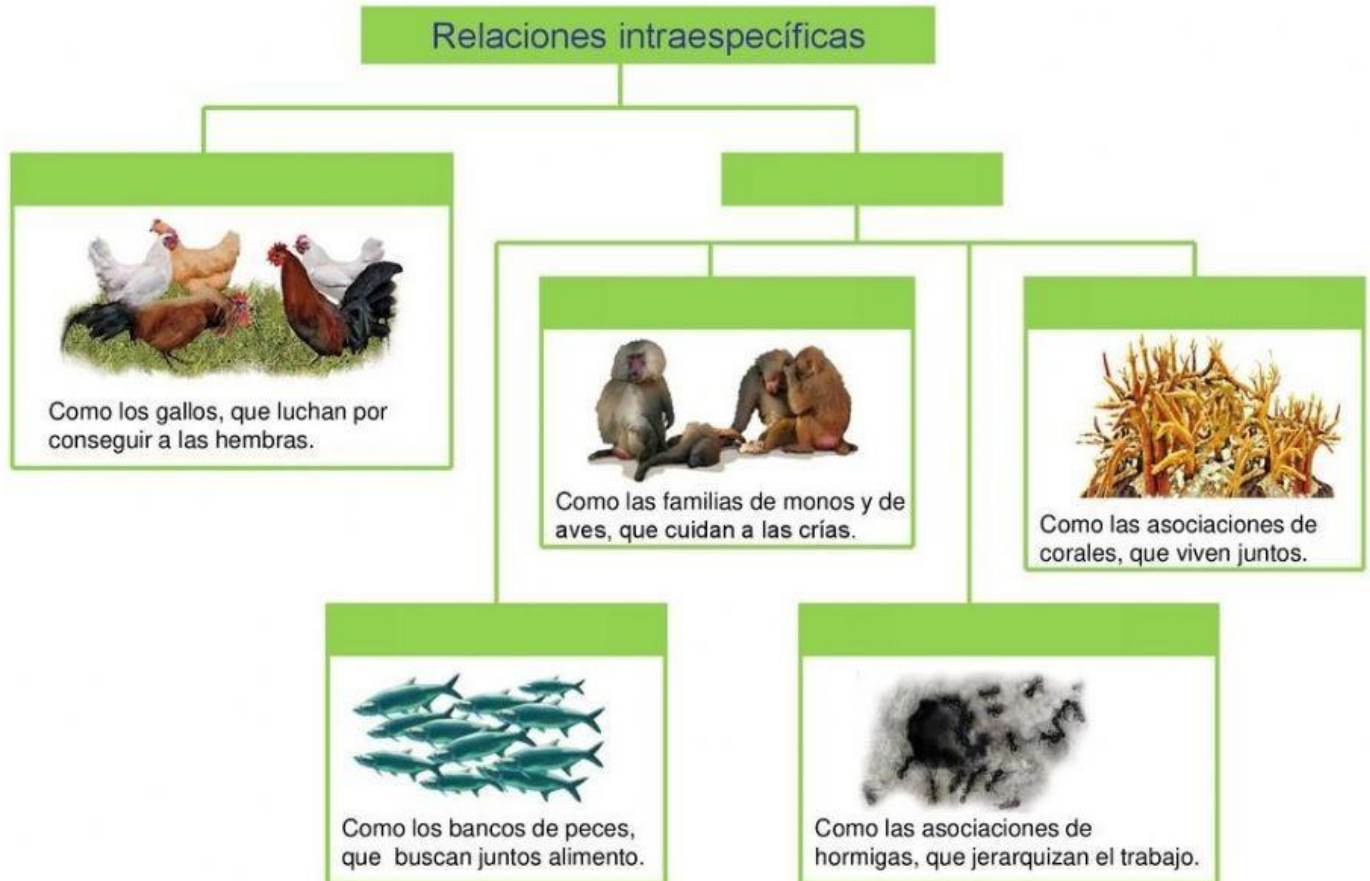 Relaciones intraespecíficas
Como los gallos, que luchan por
conseguir a las hembras.
Como las familias de monos y de
aves, que cuidan a las crías.
Como las asociaciones de
corales, que viven juntos.
Como los bancos de peces,
que buscan juntos alimento.
Como las asociaciones de
hormigas, que jerarquizan el trabajo.